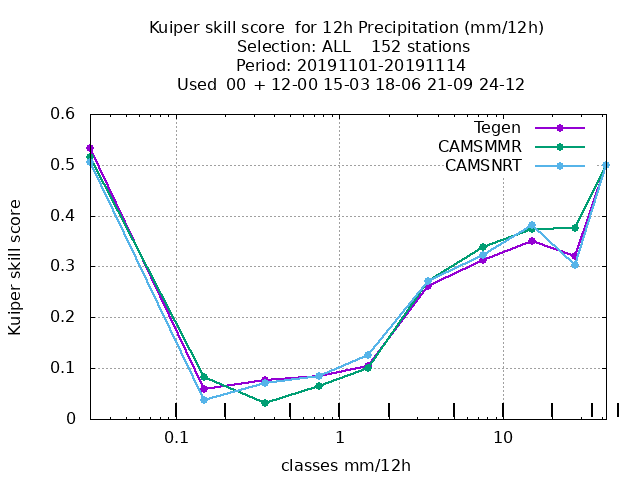 Kuiper skill score  for 12h Precipitation (mm/12h)
Selection: ALL    152 stations
Period: 20191101-20191114
Used  00 + 12-00 15-03 18-06 21-09 24-12
Tegen
CAMSMMR
CAMSNRT
0.6
0.5
0.4
0.3
0.2
0.1
0
Kuiper skill score
0.1
1
10
classes mm/12h